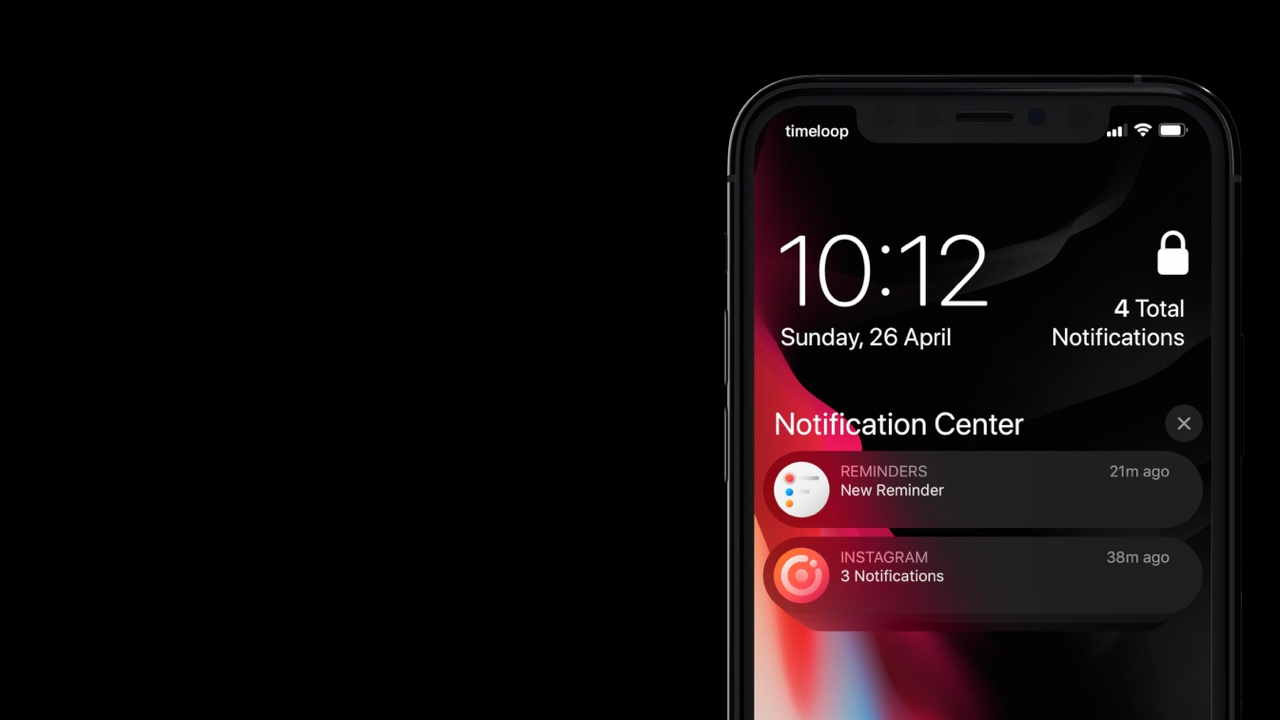 timeloop
10:12
Sunday, 26 April
4 Total
Notifications
Notification Center
REMINDERS
21m ago
New Reminder
INSTAGRAM
38m ago
3 Notifications